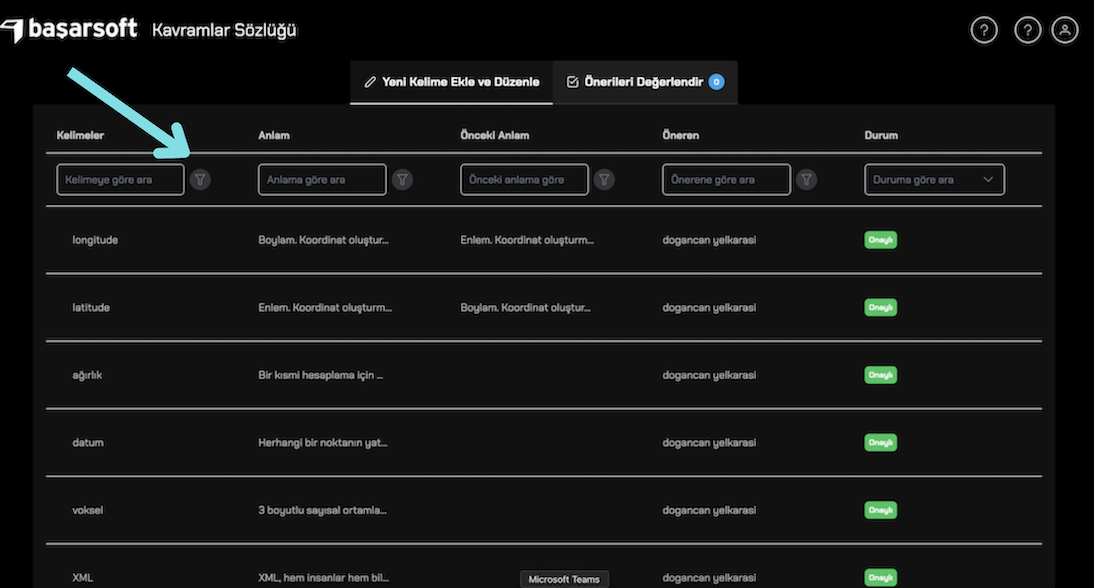 başarsoft Kavramlar Sözlüğü ? ?
Yeni Kelime Ekle ve Düzenle Önerileri Değerlendir 0
Kelimeler Anlam Önceki Anlam Öneren Durum
Kelimeye göre ara Anlama göre ara Önceki anlama göre Önerene göre ara Duruma göre ara
longitude Boylam. Koordinat oluştur... Enlem. Koordinat oluşturm... dogancan yelkarasi Onaylı
latitude Enlem. Koordinat oluşturm... Boylam. Koordinat oluştur... dogancan yelkarasi Onaylı
ağırlık Bir kısmi hesaplama için ... dogancan yelkarasi Onaylı
datum Herhangi bir noktanın yat... dogancan yelkarasi Onaylı
voksel 3 boyutlu sayısal ortamla... dogancan yelkarasi Onaylı
XML XML, hem insanlar hem bil... dogancan yelkarasi Onaylı
Microsoft Teams